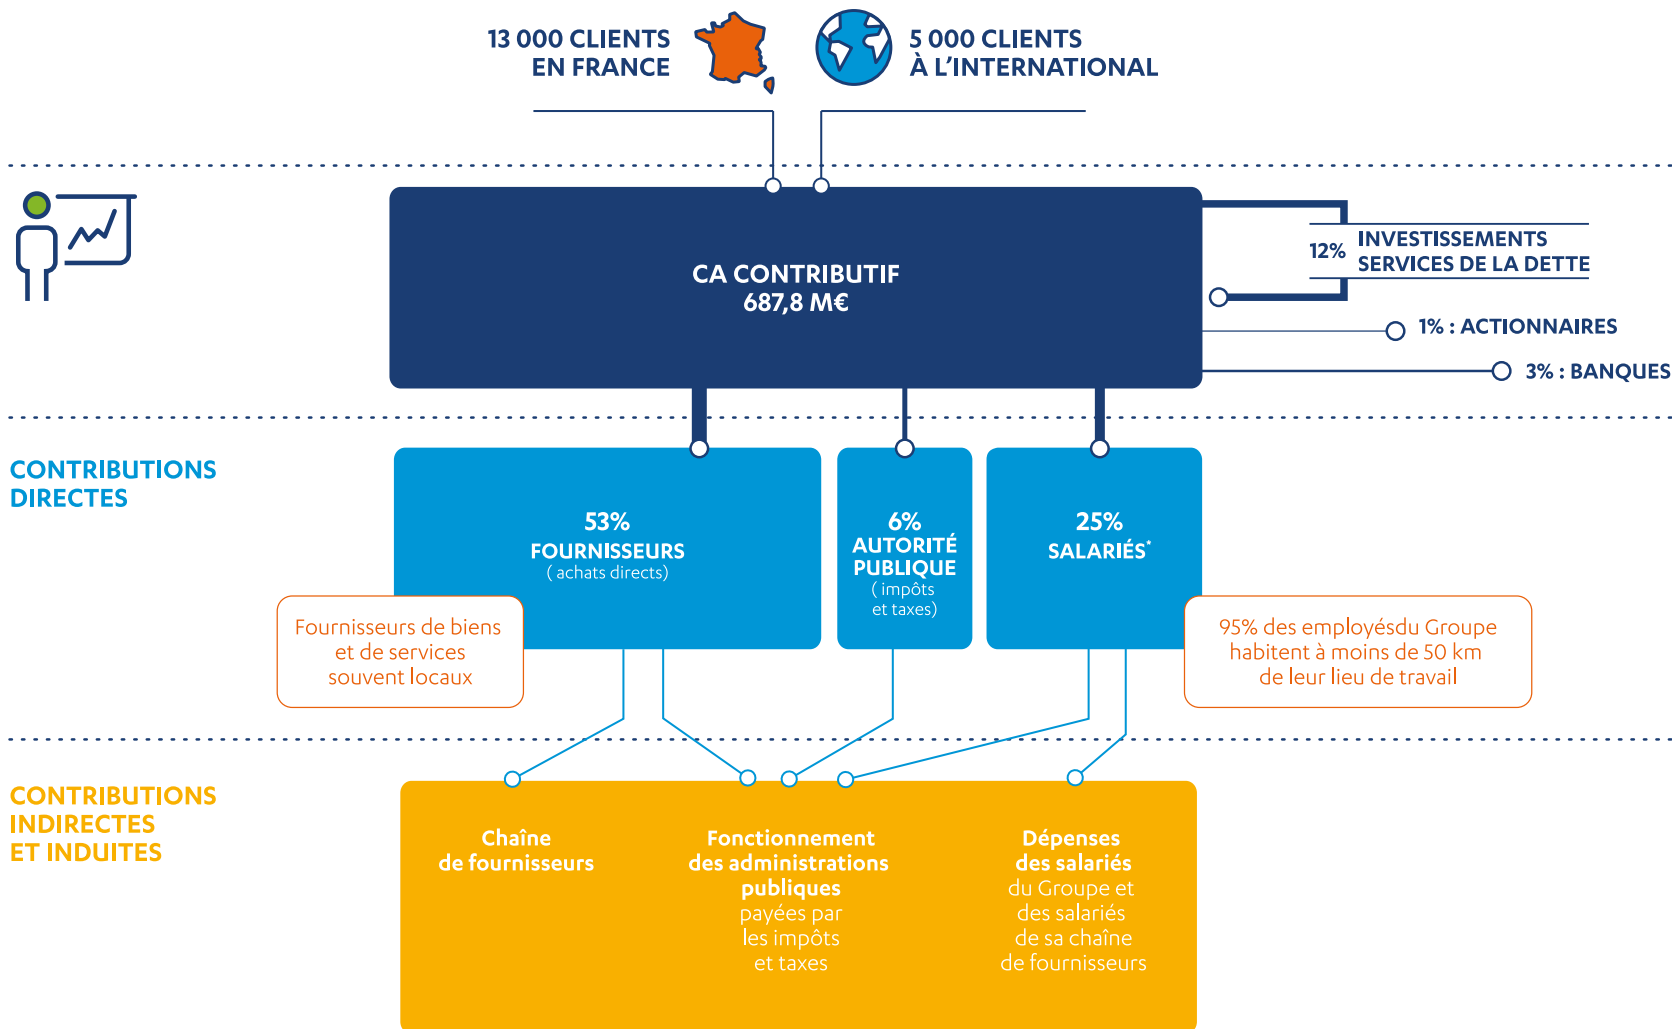 13 000 CLIENTS
EN FRANCE
5 000 CLIENTS
À L'INTERNATIONAL
CA CONTRIBUTIF
687,8 M€
12%
INVESTISSEMENTS
SERVICES DE LA DETTE
1% : ACTIONNAIRES
3% : BANQUES
CONTRIBUTIONS
DIRECTES
53%
FOURNISSEURS
( achats directs)
6%
AUTORITÉ
PUBLIQUE
( impôts
et taxes)
25%
SALARIÉS*
Fournisseurs de biens
et de services
souvent locaux
95% des employésdu Groupe
habitent à moins de 50 km
de leur lieu de travail
CONTRIBUTIONS
INDIRECTES
ET INDUITES
Chaîne
de fournisseurs
Fonctionnement
des administrations
publiques
payées par
les impôts
et taxes
Dépenses
des salariés
du Groupe et
des salariés
de sa chaîne
de fournisseurs